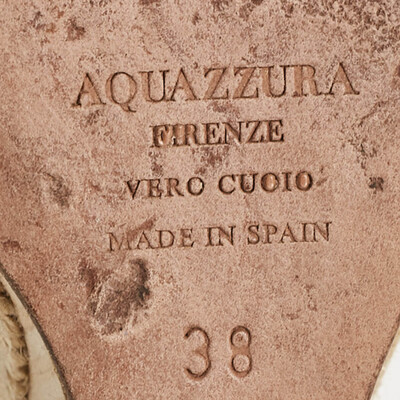 AQUAZZURA
FIRENZE
VERO CUOIO
MADE IN SPAIN
38